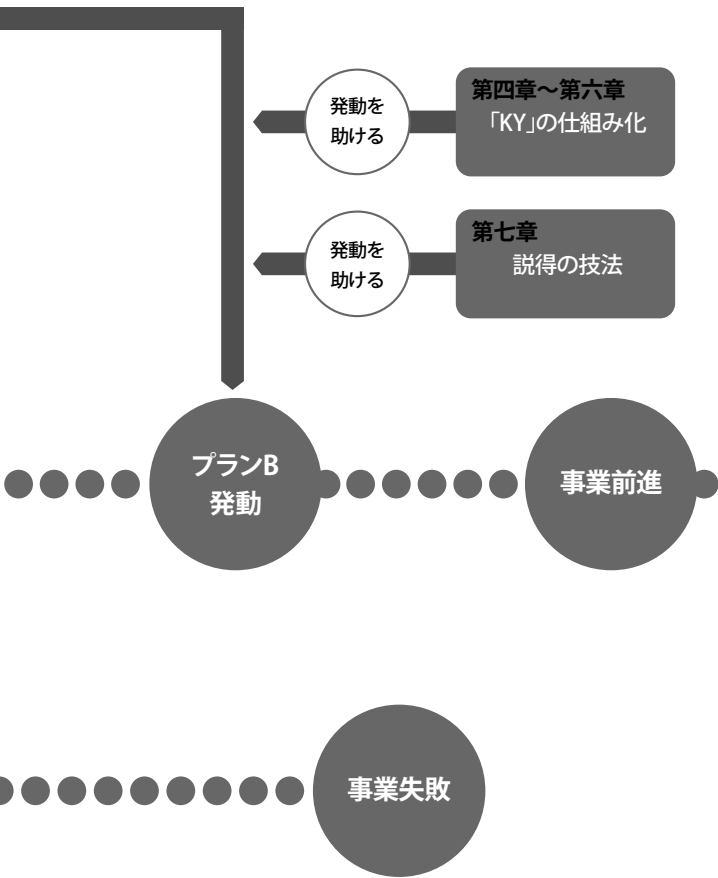 発動を
助ける
第四章〜第六章
「KY」の仕組み化
発動を
助ける
第七章
説得の技法
プランB
発動
事業前進
事業失敗